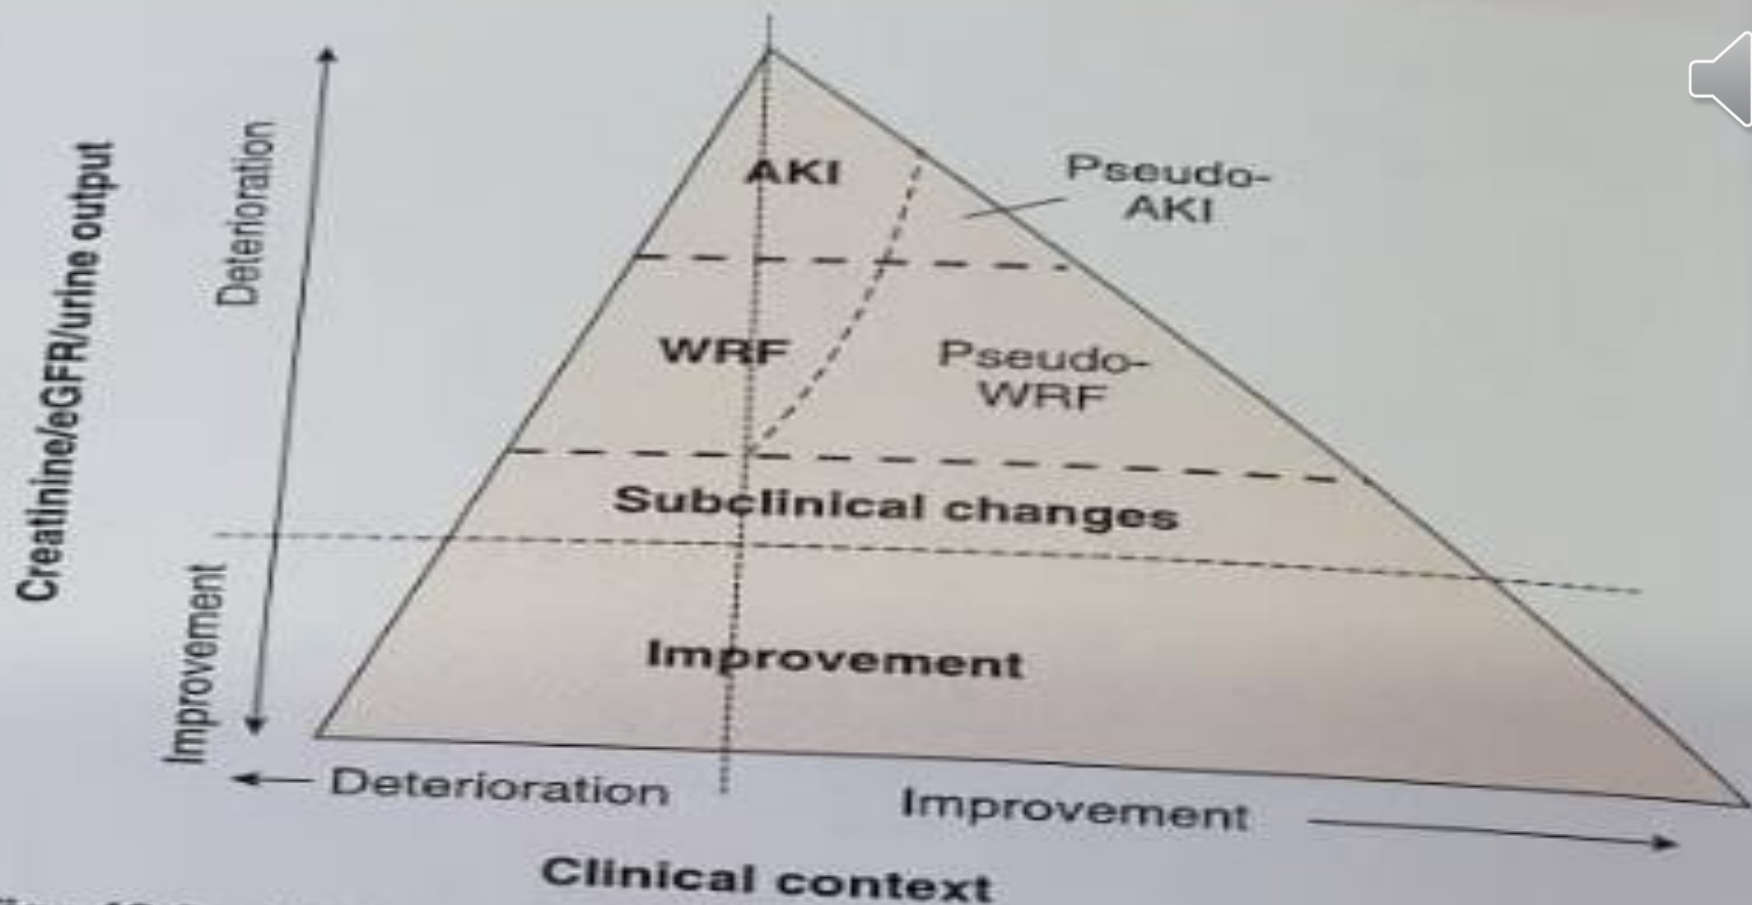 Creatinine/eGFR/urine output
Deterioration
Improvement
AKI
Pseudo-
AKI
WRF
Pseudo-
WRF
Subclinical changes
Improvement
Deterioration
Improvement
Clinical context